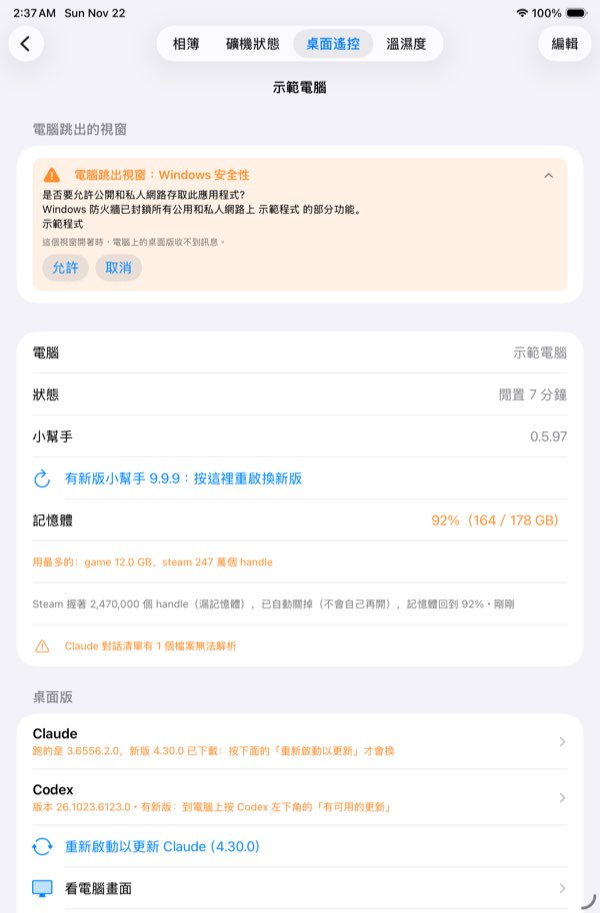 2:37 AM Sun Nov 22
100%
相簿 礦機狀態 桌面遙控 溫濕度
編輯
示範電腦
電腦跳出的視窗
電腦跳出視窗：Windows 安全性
是否要允許公開和私人網路存取此應用程式?
Windows 防火牆已封鎖所有公用和私人網路上 示範程式 的部分功能。
示範程式
這個視窗開著時，電腦上的桌面版收不到訊息。
允許 取消
電腦 示範電腦
狀態 閒置 7 分鐘
小幫手 0.5.97
有新版小幫手 9.9.9：按這裡重啟換新版
記憶體 92%（164 / 178 GB）
用最多的：game 12.0 GB、steam 247 萬個 handle
Steam 握著 2,470,000 個 handle（漏記憶體），已自動關掉（不會自己再開），記憶體回到 92%・剛剛
Claude 對話清單有 1 個檔案無法解析
桌面版
Claude
跑的是 3.6556.2.0，新版 4.30.0 已下載：按下面的「重新啟動以更新」才會換
Codex
版本 26.1023.6123.0・有新版：到電腦上按 Codex 左下角的「有可用的更新」
重新啟動以更新 Claude (4.30.0)
看電腦畫面